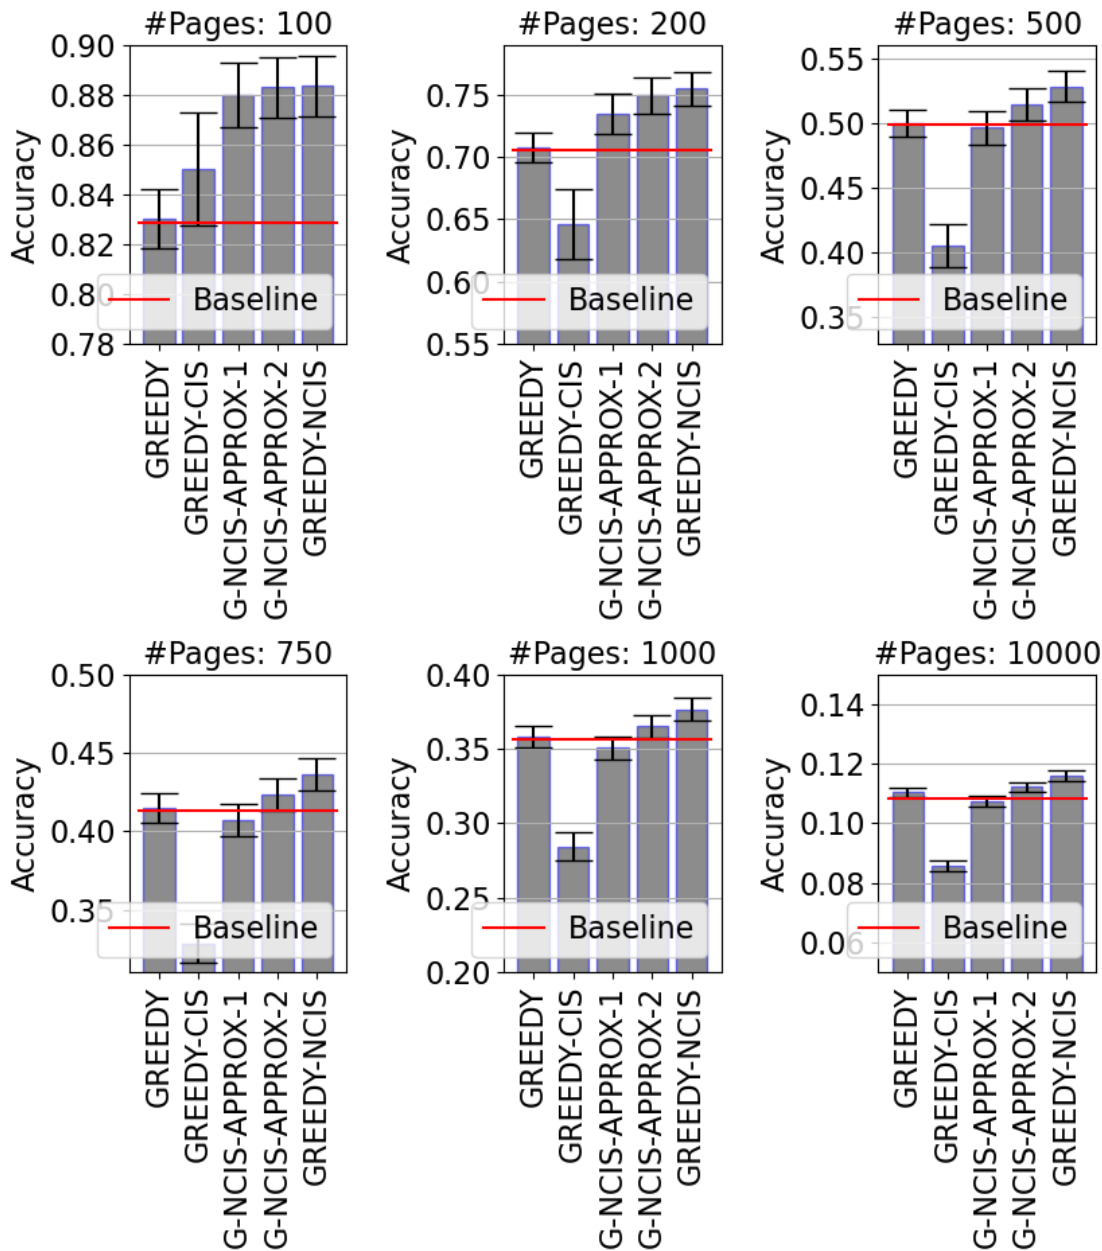 #Pages: 100
Accuracy
0.90
0.88
0.86
0.84
0.82
0.80
0.78
Baseline
GREEDY
GREEDY-CIS
G-NCIS-APPROX-1
G-NCIS-APPROX-2
GREEDY-NCIS
#Pages: 200
Accuracy
0.75
0.70
0.65
0.60
0.55
Baseline
GREEDY
GREEDY-CIS
G-NCIS-APPROX-1
G-NCIS-APPROX-2
GREEDY-NCIS
#Pages: 500
Accuracy
0.55
0.50
0.45
0.40
0.35
Baseline
GREEDY
GREEDY-CIS
G-NCIS-APPROX-1
G-NCIS-APPROX-2
GREEDY-NCIS
#Pages: 750
Accuracy
0.50
0.45
0.40
0.35
Baseline
GREEDY
GREEDY-CIS
G-NCIS-APPROX-1
G-NCIS-APPROX-2
GREEDY-NCIS
#Pages: 1000
Accuracy
0.40
0.35
0.30
0.25
0.20
Baseline
GREEDY
GREEDY-CIS
G-NCIS-APPROX-1
G-NCIS-APPROX-2
GREEDY-NCIS
#Pages: 10000
Accuracy
0.14
0.12
0.10
0.08
0.06
Baseline
GREEDY
GREEDY-CIS
G-NCIS-APPROX-1
G-NCIS-APPROX-2
GREEDY-NCIS